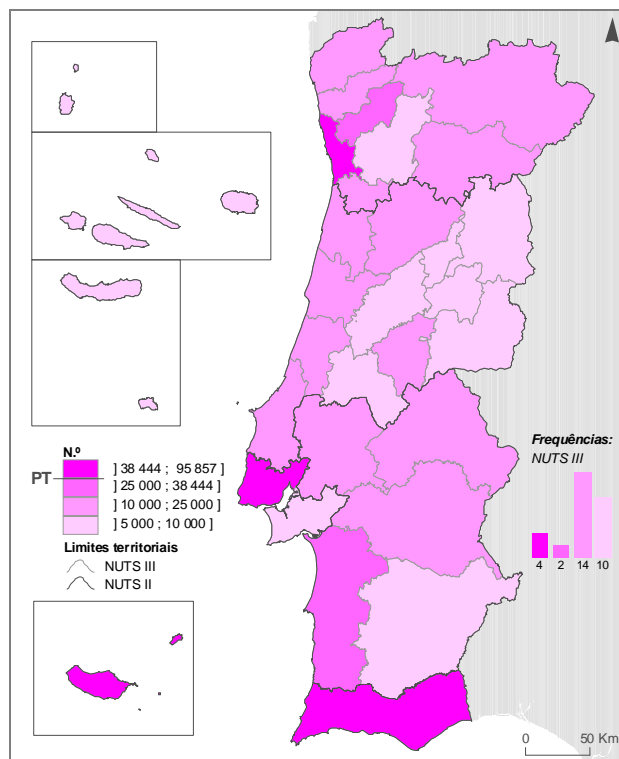 N.º
PT
] 38 444 ; 95 857 ]
] 25 000 ; 38 444 ]
] 10 000 ; 25 000 ]
] 5 000 ; 10 000 ]
Limites territoriais
NUTS III
NUTS II
Frequências:
NUTS III
4 2 14 10
0 50 Km